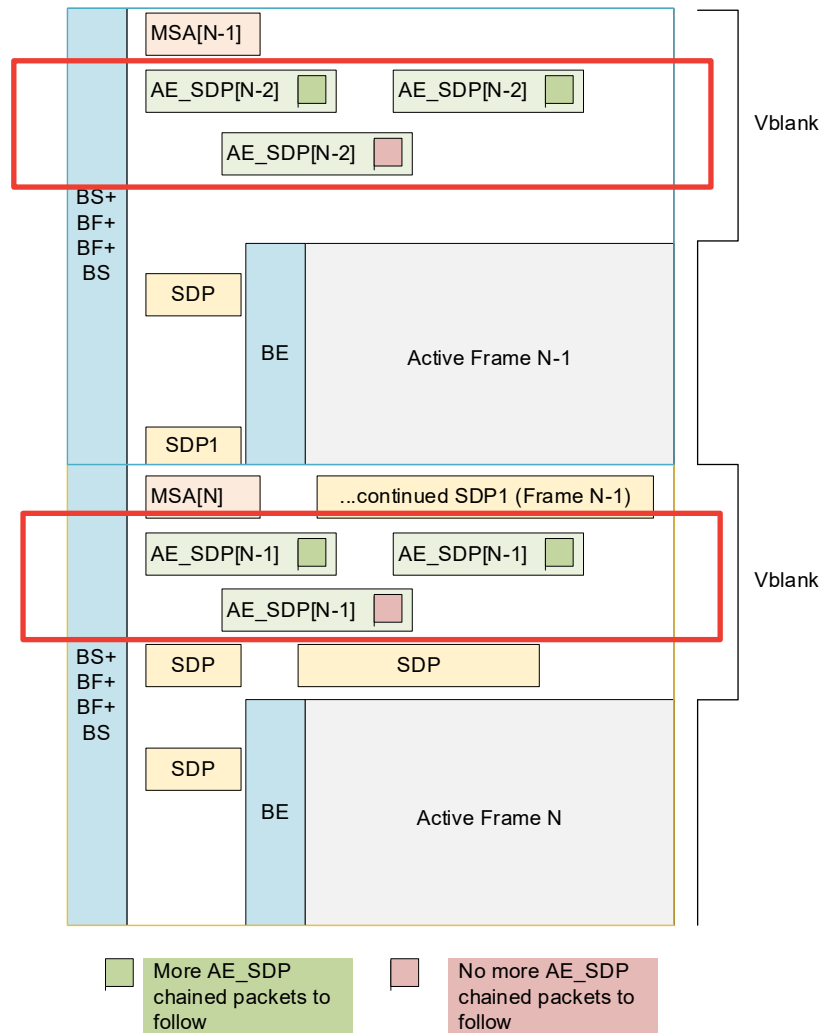 MSA[N-1]
AE_SDP[N-2]
AE_SDP[N-2]
Vblank
AE_SDP[N-2]
BS+
BF+
BF+
BS
SDP
BE
Active Frame N-1
SDP1
MSA[N]
...continued SDP1 (Frame N-1)
AE_SDP[N-1]
AE_SDP[N-1]
Vblank
AE_SDP[N-1]
BS+
BF+
BF+
BS
SDP
SDP
SDP
BE
Active Frame N
More AE_SDP
chained packets to
follow
No more AE_SDP
chained packets to
follow